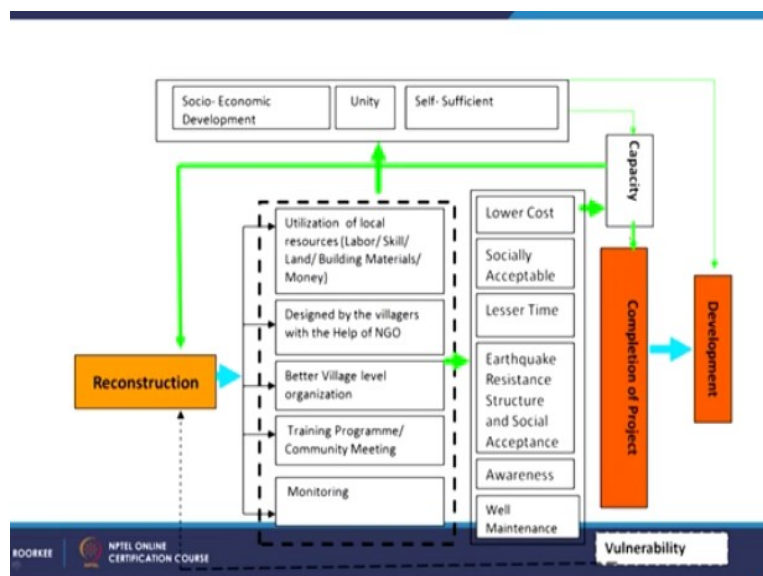 Socio- Economic
Development
Unity
Self- Sufficient
Capacity
Utilization of local
resources (Labor/ Skill/
Land/ Building Materials/
Money)
Designed by the villagers
with the Help of NGO
Better Village level
organization
Training Programme/
Community Meeting
Monitoring
Lower Cost
Socially
Acceptable
Lesser Time
Earthquake
Resistance
Structure
and Social
Acceptance
Awareness
Well
Maintenance
Reconstruction
Completion of Project
Development
Vulnerability
ROORKEE
NPTEL ONLINE
CERTIFICATION COURSE